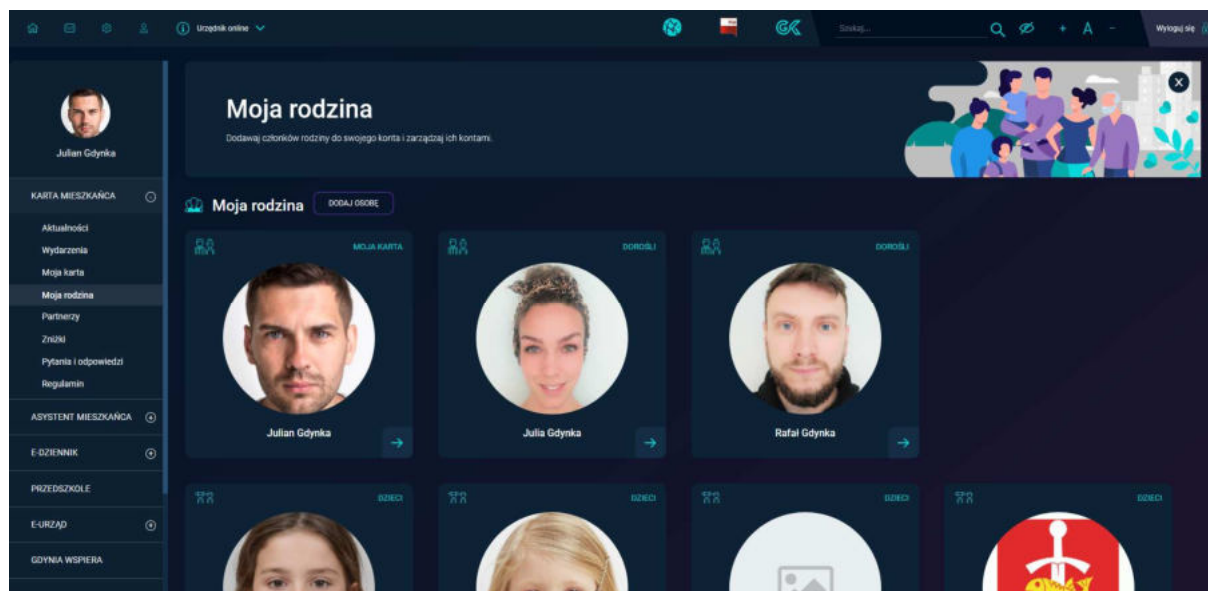 Urzędnik online
Szukaj...
+ A -
Wyloguj się
Julian Gdynka
KARTA MIESZKAŃCA
Aktualności
Wydarzenia
Moja karta
Moja rodzina
Partnerzy
Zniżki
Pytania i odpowiedzi
Regulamin
ASYSTENT MIESZKAŃCA
E-DZIENNIK
PRZEDSZKOLE
E-URZĄD
GDYNIA WSPIERA
Moja rodzina
Dodawaj członków rodziny do swojego konta i zarządzaj ich kontami.
Moja rodzina
DODAJ OSOBĘ
MOJA KARTA
Julian Gdynka
DOROŚLI
Julia Gdynka
DOROŚLI
Rafał Gdynka
DZIECI
DZIECI
DZIECI
DZIECI